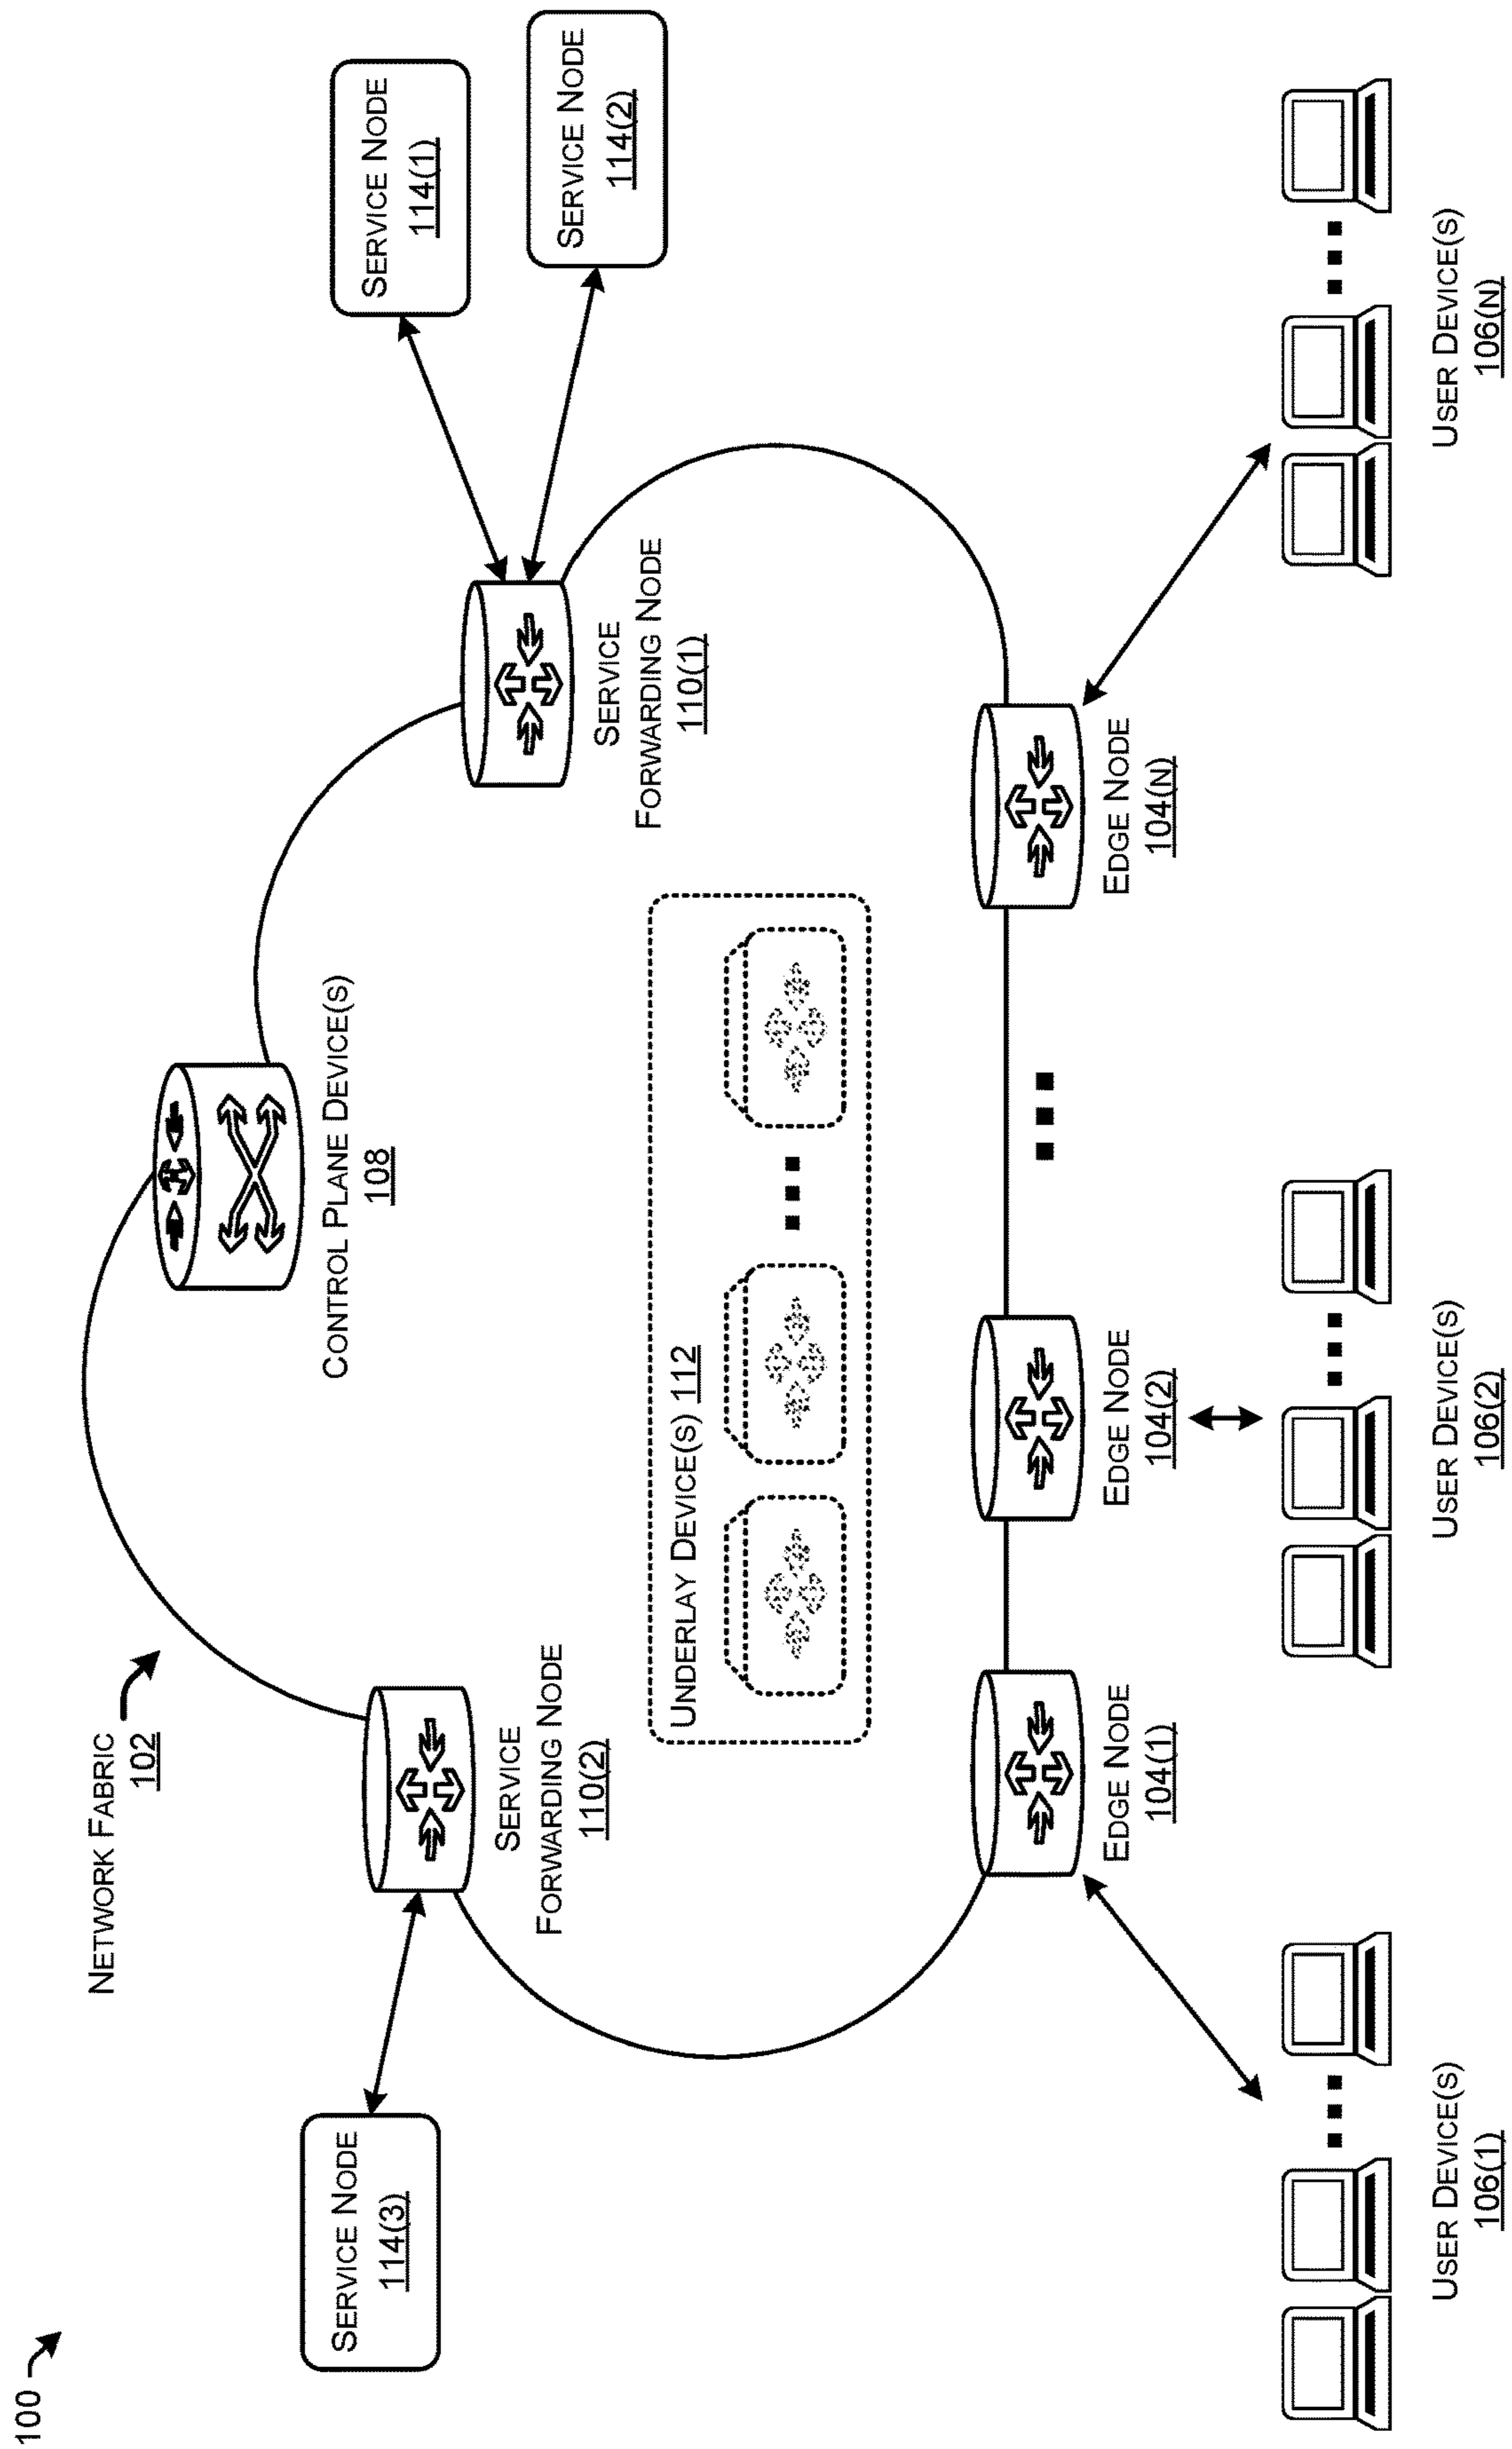 100
NETWORK FABRIC
102
CONTROL PLANE DEVICE(S)
108
SERVICE NODE
114(3)
SERVICE NODE
114(1)
SERVICE NODE
114(2)
SERVICE
FORWARDING NODE
110(2)
SERVICE
FORWARDING NODE
110(1)
UNDERLAY DEVICE(S) 112
EDGE NODE
104(1)
EDGE NODE
104(2)
EDGE NODE
104(N)
USER DEVICE(S)
106(1)
USER DEVICE(S)
106(2)
USER DEVICE(S)
106(N)